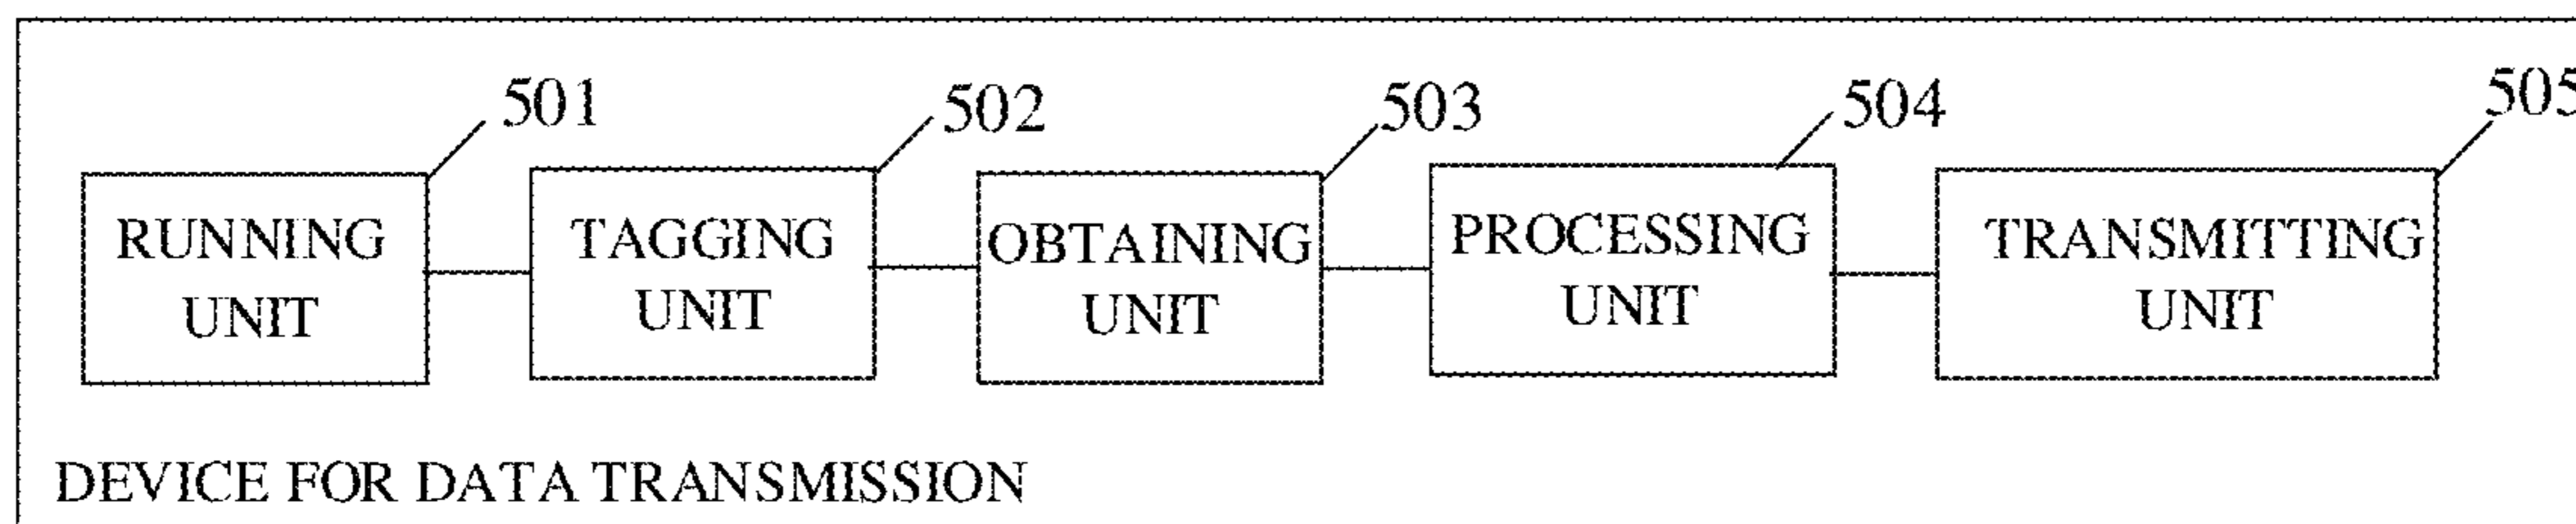 501
502
503
504
505
RUNNING
UNIT
TAGGING
UNIT
OBTAINING
UNIT
PROCESSING
UNIT
TRANSMITTING
UNIT
DEVICE FOR DATA TRANSMISSION